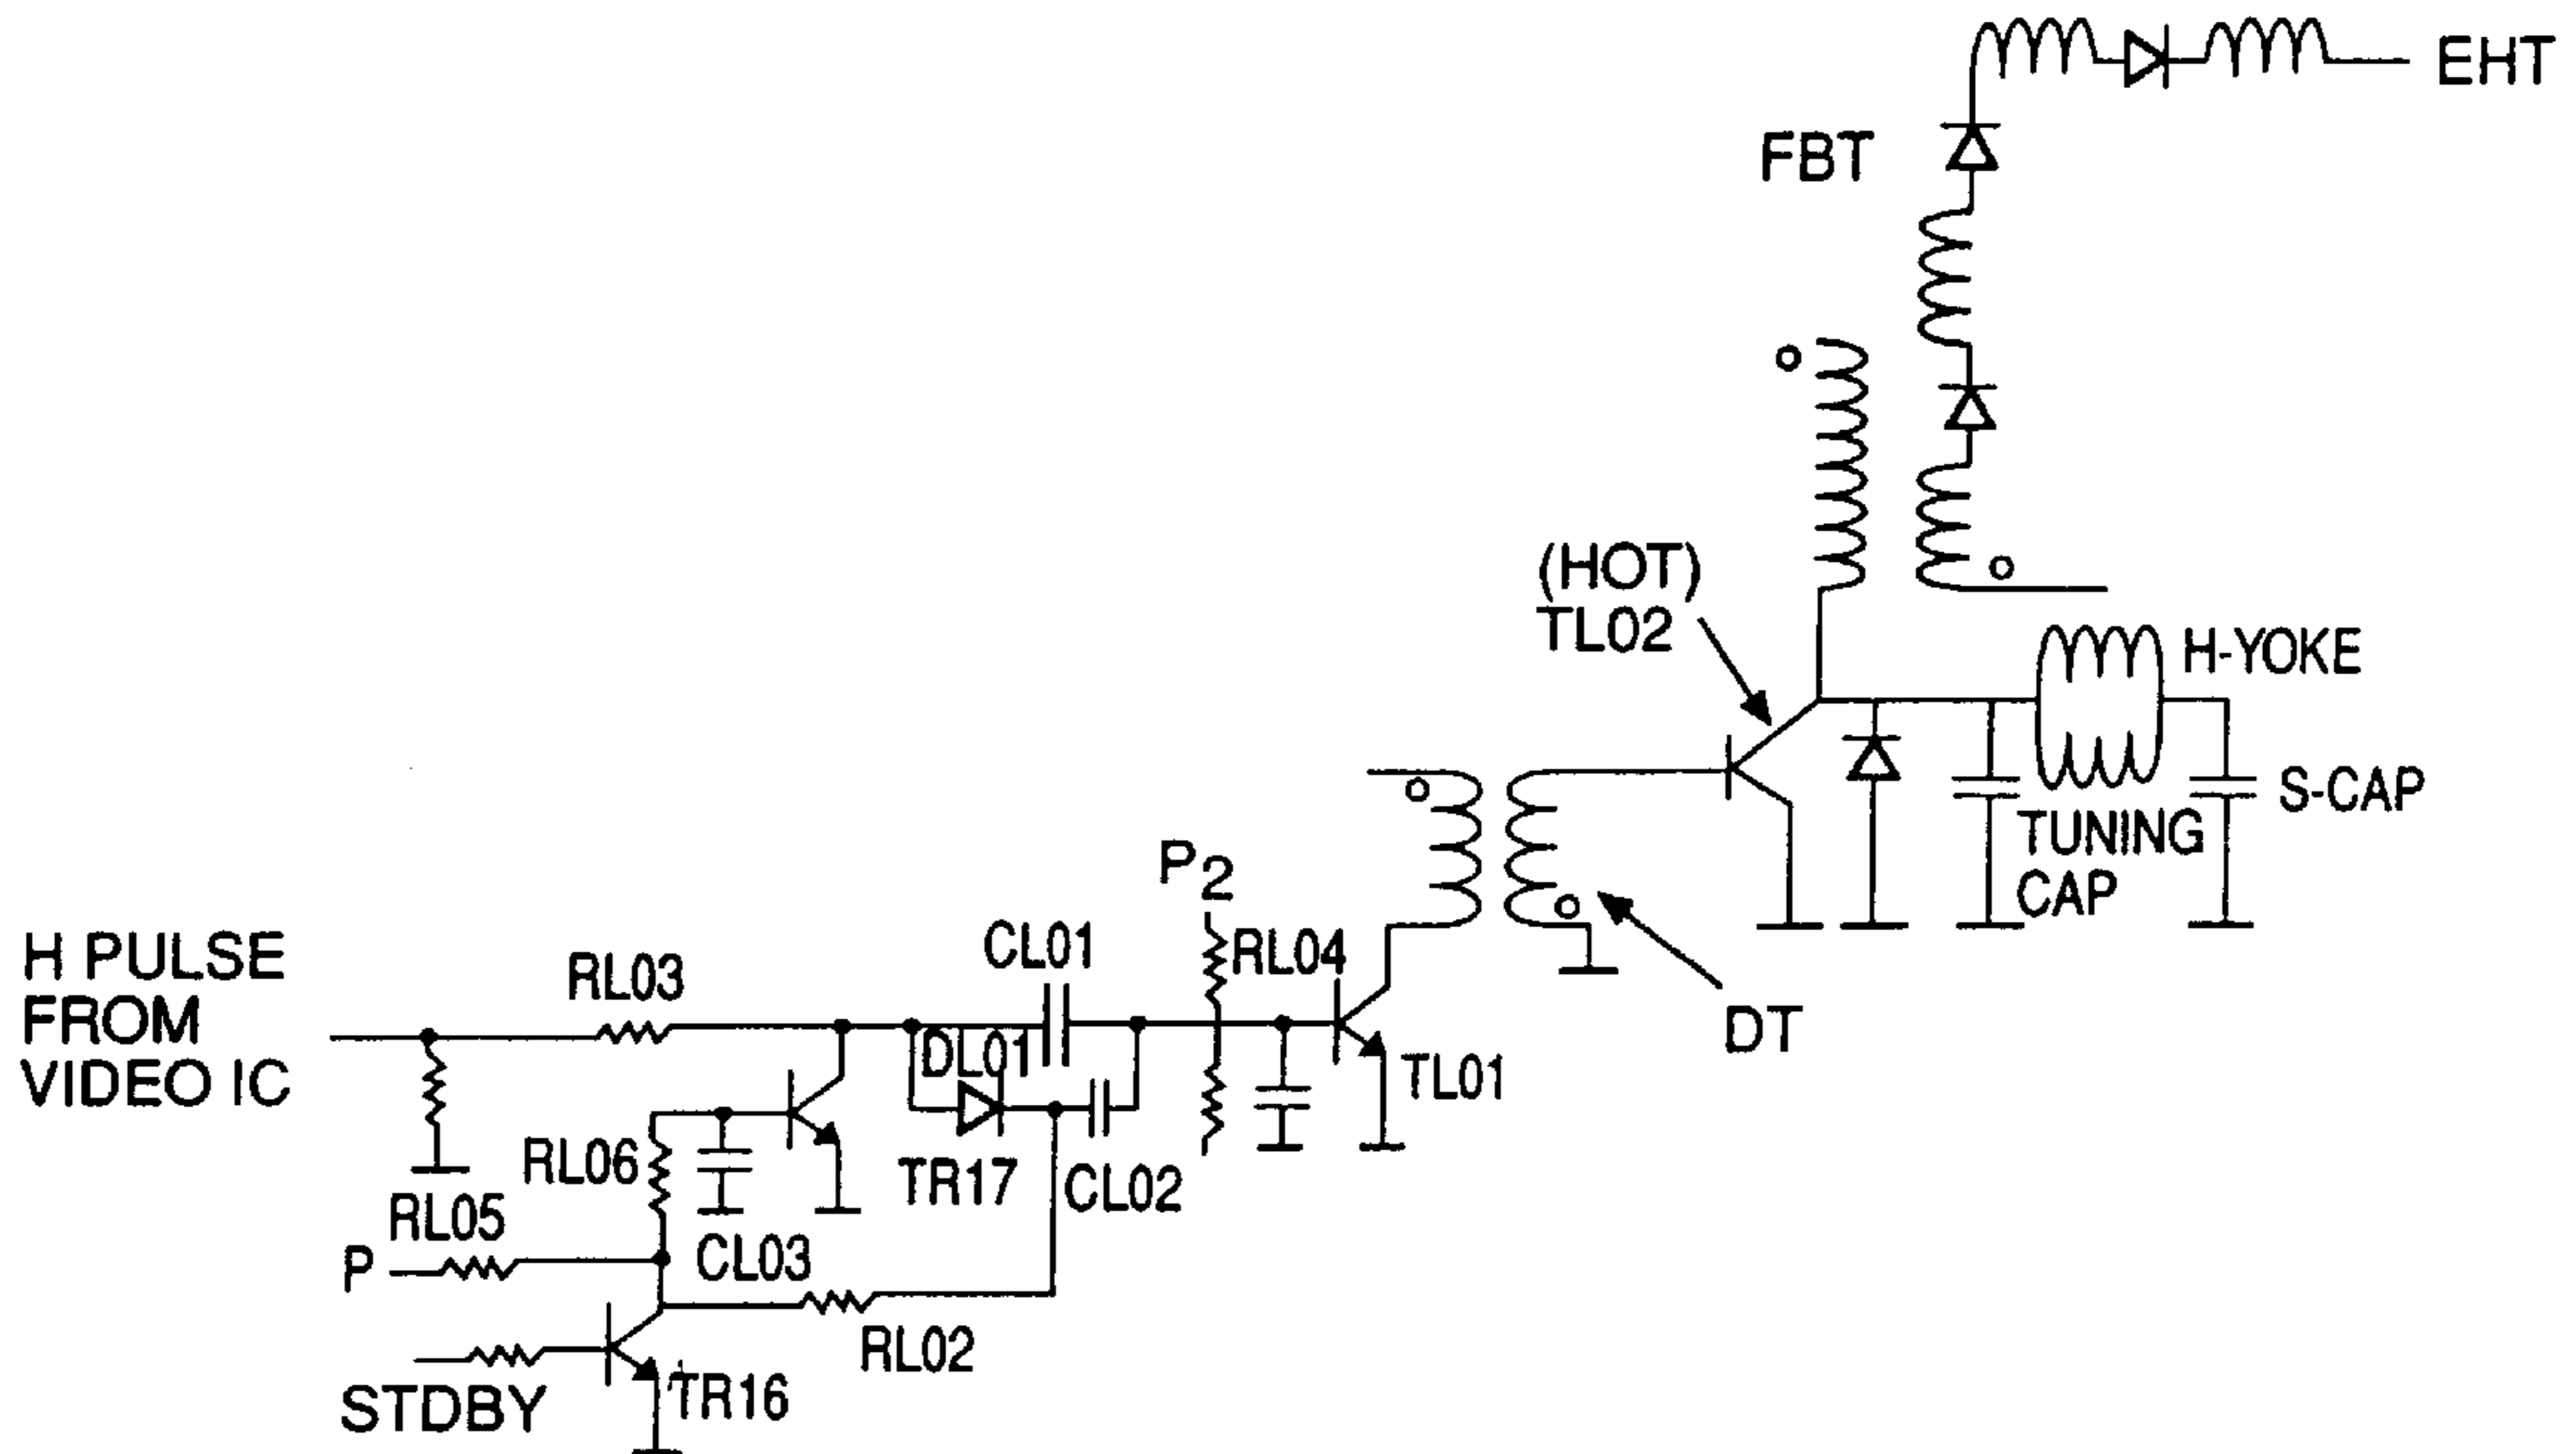 EHT
FBT
(HOT)
TL02
H-YOKE
S-CAP
TUNING
CAP
P2
DT
H PULSE
FROM
VIDEO IC
RL03
CL01
RL04
DL01
TL01
RL06
TR17
CL02
RL05
CL03
P
RL02
STDBY
TR16